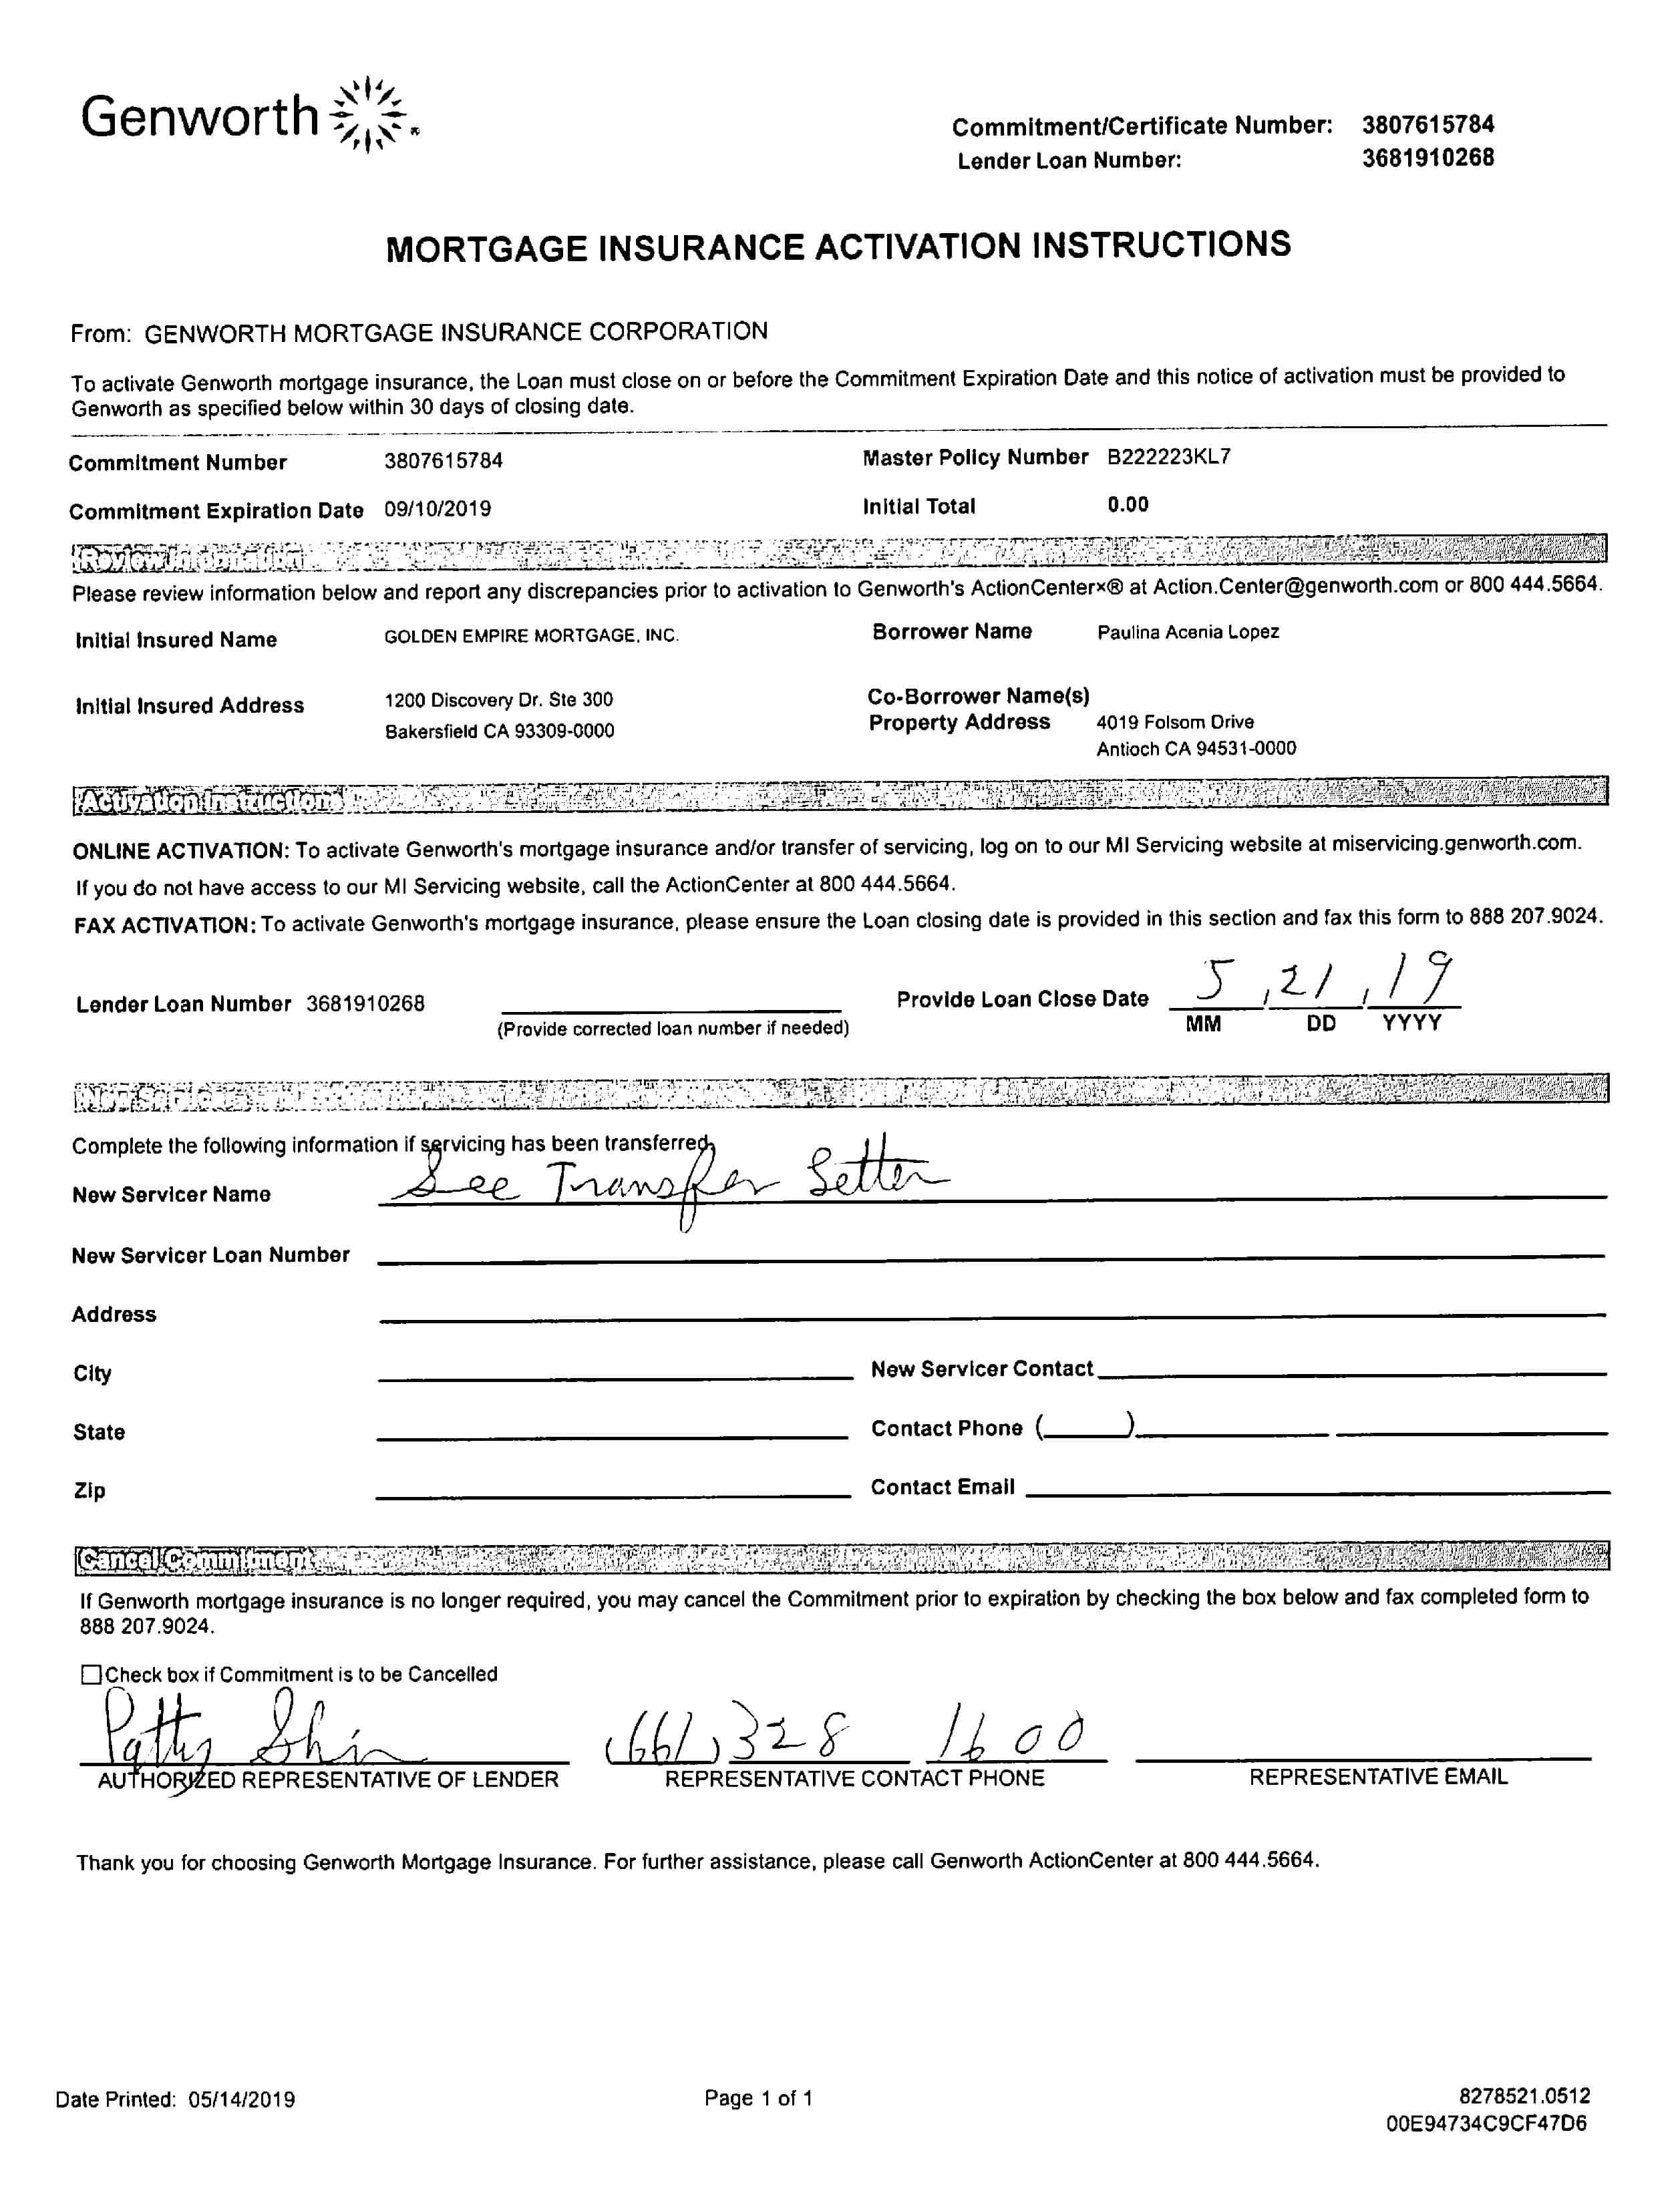 Genworth
Commitment/Certificate Number: 3807615784
Lender Loan Number: 3681910268
MORTGAGE INSURANCE ACTIVATION INSTRUCTIONS
From: GENWORTH MORTGAGE INSURANCE CORPORATION
To activate Genworth mortgage insurance, the Loan must close on or before the Commitment Expiration Date and this notice of activation must be provided to
Genworth as specified below within 30 days of closing date.
Commitment Number 3807615784 Master Policy Number B222223KL7
Commitment Expiration Date 09/10/2019 Initial Total 0.00
Review Information
Please review information below and report any discrepancies prior to activation to Genworth's ActionCenter×® at Action.Center@genworth.com or 800 444.5664.
Initial Insured Name GOLDEN EMPIRE MORTGAGE, INC. Borrower Name Paulina Acenia Lopez
Initial Insured Address 1200 Discovery Dr. Ste 300 Co-Borrower Name(s)
Bakersfield CA 93309-0000 Property Address 4019 Folsom Drive
Antioch CA 94531-0000
Activation Instructions
ONLINE ACTIVATION: To activate Genworth's mortgage insurance and/or transfer of servicing, log on to our MI Servicing website at miservicing.genworth.com.
If you do not have access to our MI Servicing website, call the ActionCenter at 800 444.5664.
FAX ACTIVATION: To activate Genworth's mortgage insurance, please ensure the Loan closing date is provided in this section and fax this form to 888 207.9024.
Lender Loan Number 3681910268 Provide Loan Close Date 5 , 21 , 19
(Provide corrected loan number if needed) MM DD YYYY
New Servicer
Complete the following information if servicing has been transferred.
New Servicer Name See Transfer Letter
New Servicer Loan Number
Address
City New Servicer Contact
State Contact Phone ( )
Zip Contact Email
Cancel Commitment
If Genworth mortgage insurance is no longer required, you may cancel the Commitment prior to expiration by checking the box below and fax completed form to
888 207.9024.
Check box if Commitment is to be Cancelled
Patty Shin (661) 328 1600
AUTHORIZED REPRESENTATIVE OF LENDER REPRESENTATIVE CONTACT PHONE REPRESENTATIVE EMAIL
Thank you for choosing Genworth Mortgage Insurance. For further assistance, please call Genworth ActionCenter at 800 444.5664.
Date Printed: 05/14/2019 Page 1 of 1 8278521.0512
00E94734C9CF47D6